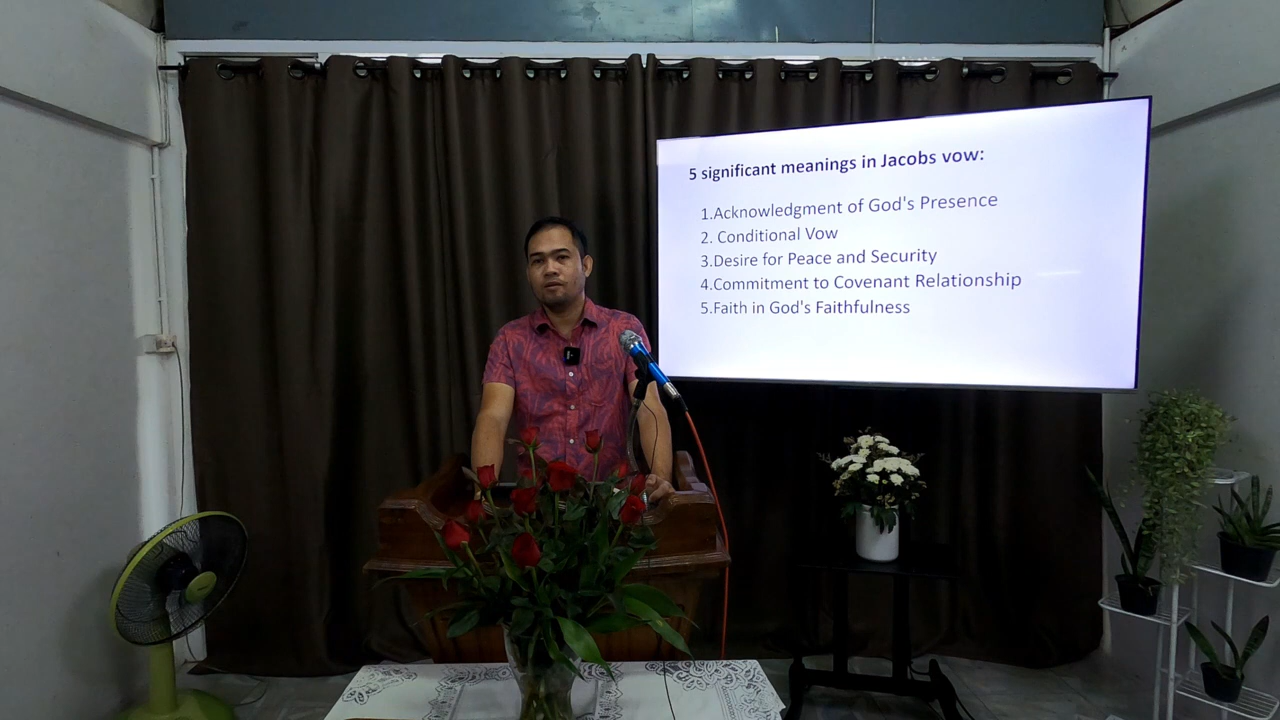 5 significant meanings in Jacobs vow:
1.Acknowledgment of God's Presence
2. Conditional Vow
3.Desire for Peace and Security
4.Commitment to Covenant Relationship
5.Faith in God's Faithfulness